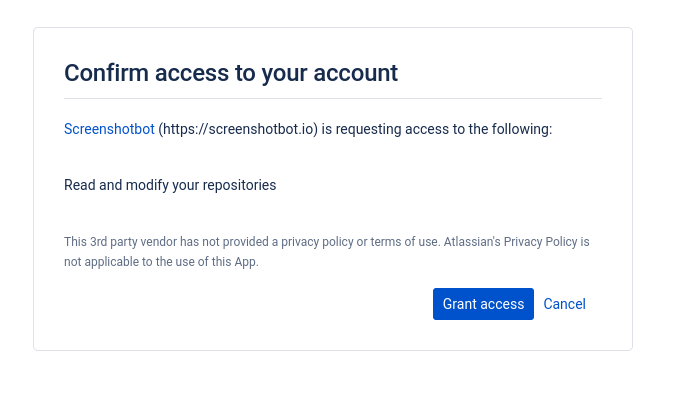 Confirm access to your account
Screenshotbot (https://screenshotbot.io) is requesting access to the following:
Read and modify your repositories
This 3rd party vendor has not provided a privacy policy or terms of use. Atlassian's Privacy Policy is
not applicable to the use of this App.
Grant access Cancel